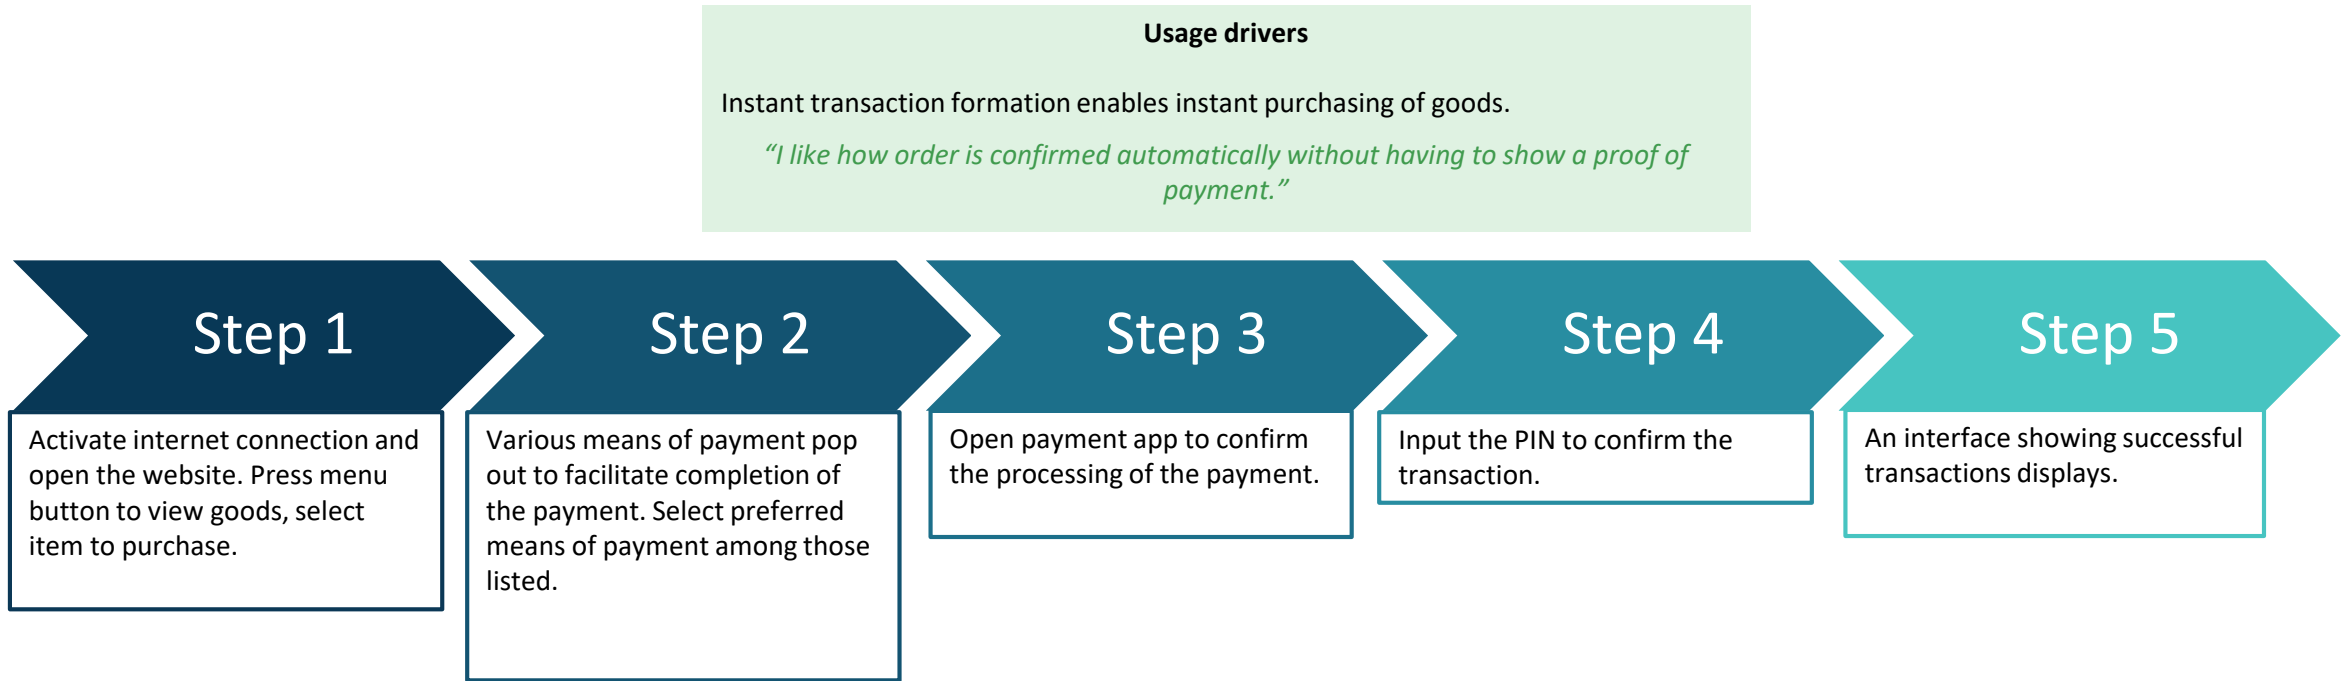 Usage drivers
Instant transaction formation enables instant purchasing of goods.
“I like how order is confirmed automatically without having to show a proof of
payment.”
Step 1
Activate internet connection and
open the website. Press menu
button to view goods, select
item to purchase.
Step 2
Various means of payment pop
out to facilitate completion of
the payment. Select preferred
means of payment among those
listed.
Step 3
Open payment app to confirm
the processing of the payment.
Step 4
Input the PIN to confirm the
transaction.
Step 5
An interface showing successful
transactions displays.